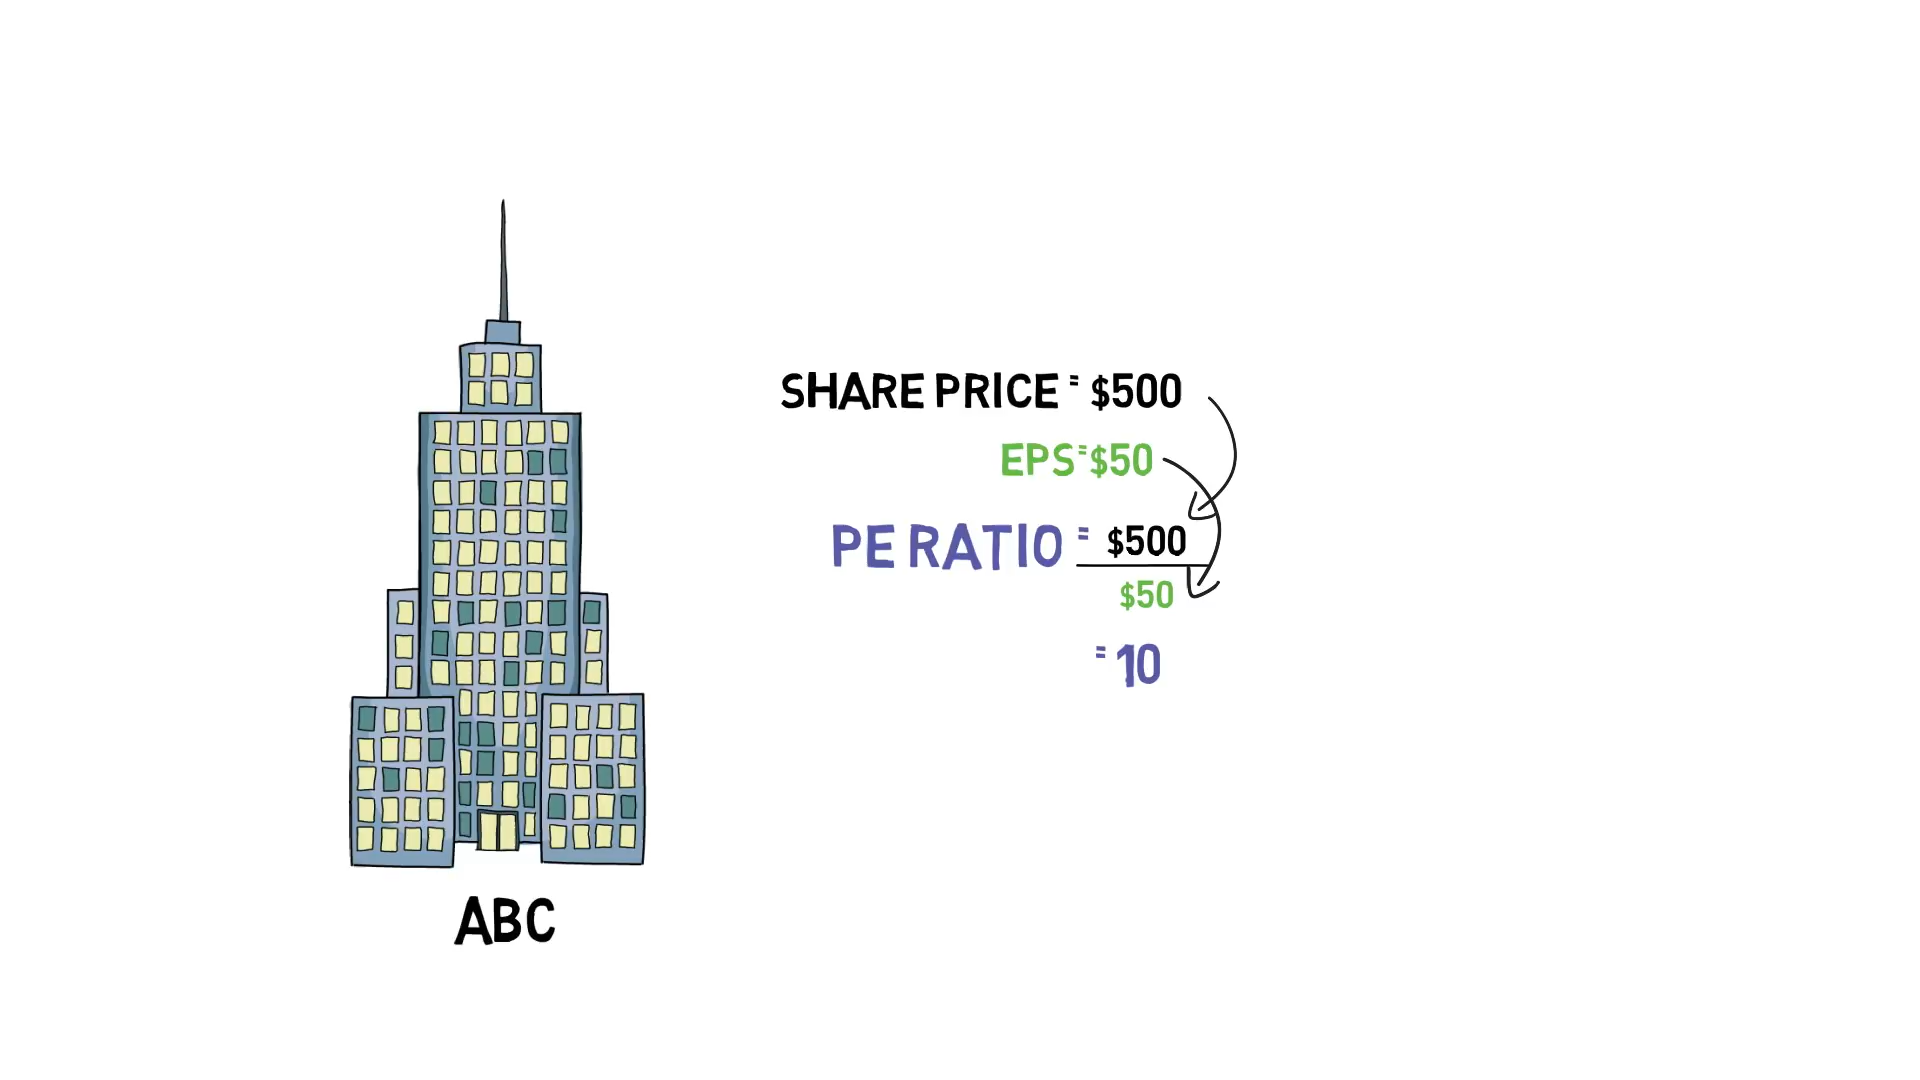 SHARE PRICE = $500
EPS = $50
PE RATIO = $500
$50
= 10
ABC